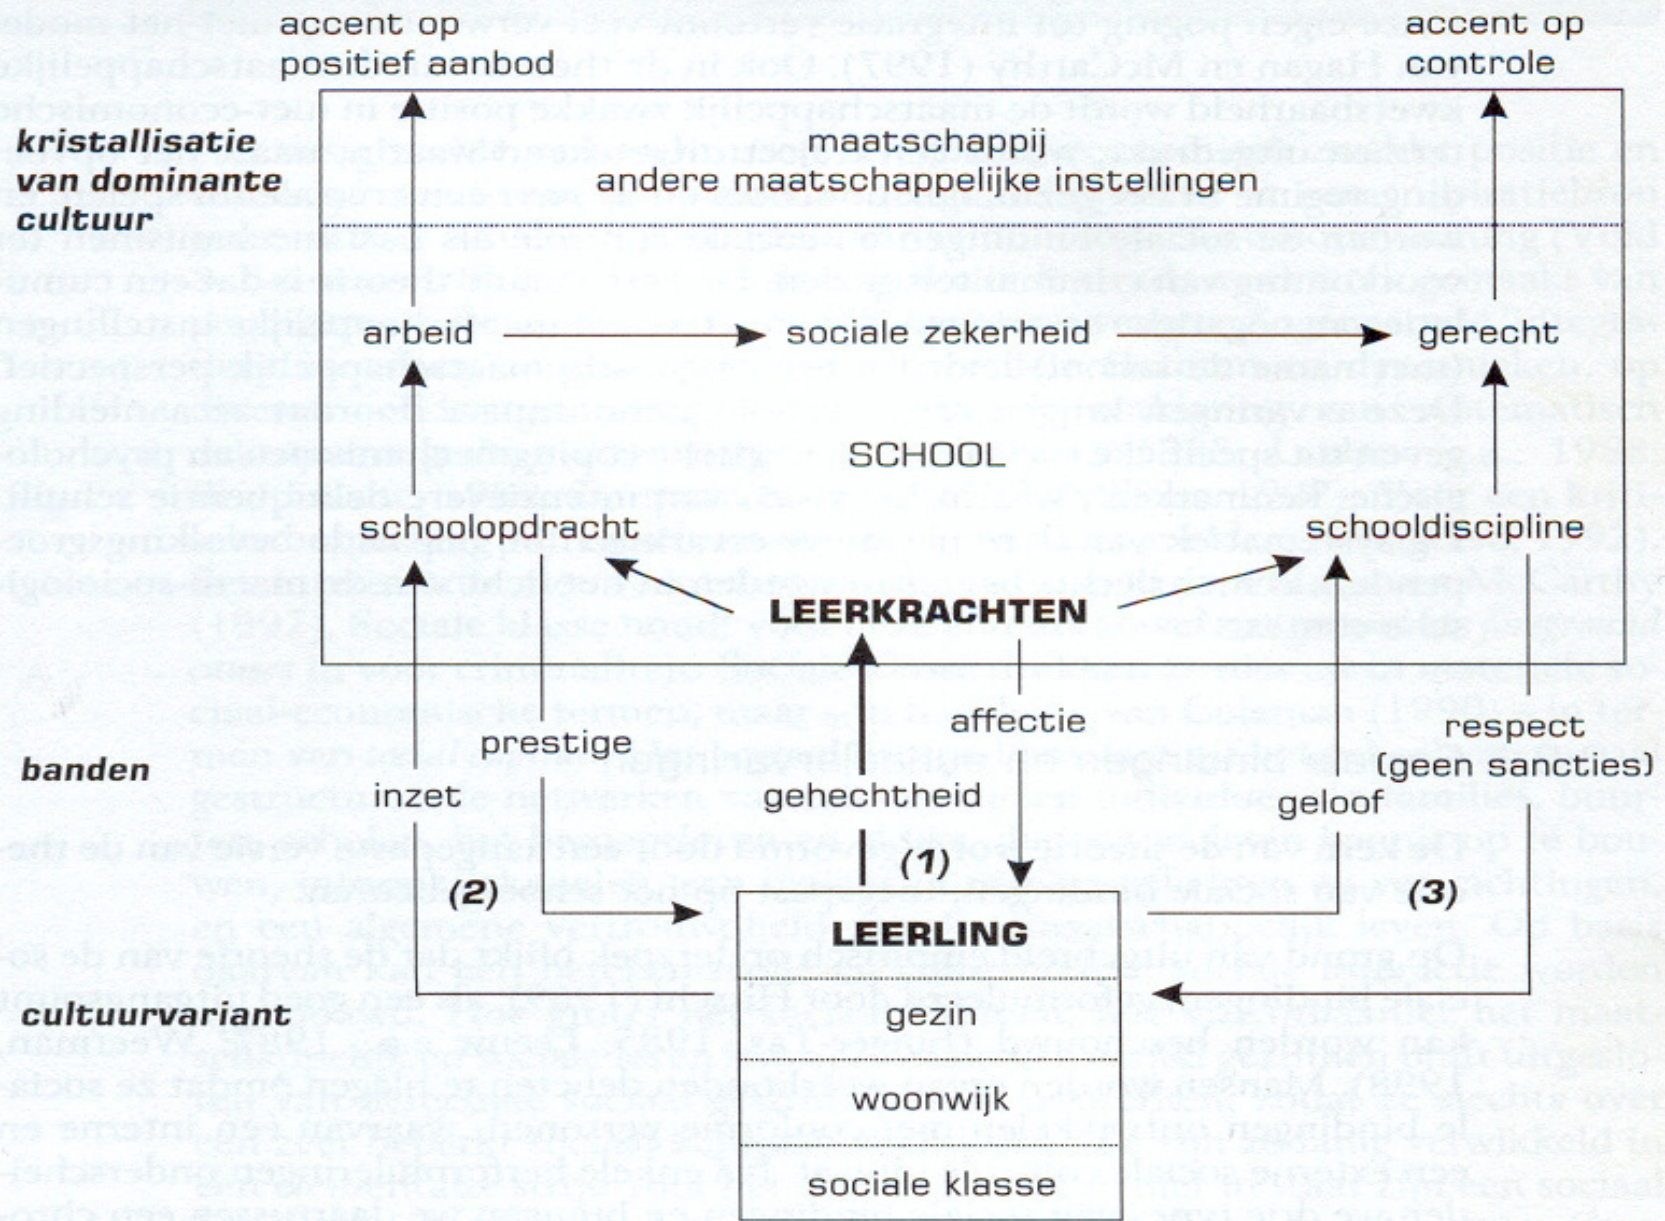 accent op
positief aanbod
accent op
controle
kristallisatie
van dominante
cultuur
maatschappij
andere maatschappelijke instellingen
arbeid
sociale zekerheid
gerecht
SCHOOL
schoolopdracht
schooldiscipline
LEERKRACHTEN
banden
prestige
affectie
respect
(geen sancties)
inzet
gehechtheid
geloof
(1)
(2)
(3)
LEERLING
cultuurvariant
gezin
woonwijk
sociale klasse